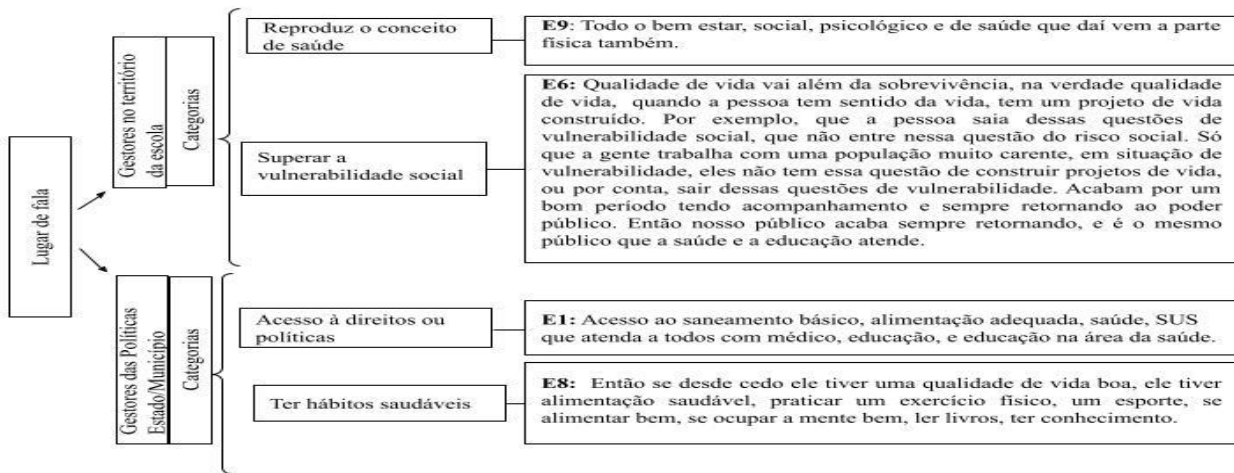 Lugar de fala
Gestores no território
da escola
Categorias
Reproduz o conceito
de saúde
E9: Todo o bem estar, social, psicológico e de saúde que daí vem a parte
física também.
Superar a
vulnerabilidade social
E6: Qualidade de vida vai além da sobrevivência, na verdade qualidade
de vida, quando a pessoa tem sentido da vida, tem um projeto de vida
construído. Por exemplo, que a pessoa saia dessas questões de
vulnerabilidade social, que não entre nessa questão do risco social. Só
que a gente trabalha com uma população muito carente, em situação de
vulnerabilidade, eles não tem essa questão de construir projetos de vida,
ou por conta, sair dessas questões de vulnerabilidade. Acabam por um
bom período tendo acompanhamento e sempre retornando ao poder
público. Então nosso público acaba sempre retornando, e é o mesmo
público que a saúde e a educação atende.
Gestores das Políticas
Estado/Município
Categorias
Acesso à direitos ou
políticas
E1: Acesso ao saneamento básico, alimentação adequada, saúde, SUS
que atenda a todos com médico, educação, e educação na área da saúde.
Ter hábitos saudáveis
E8: Então se desde cedo ele tiver uma qualidade de vida boa, ele tiver
alimentação saudável, praticar um exercício físico, um esporte, se
alimentar bem, se ocupar a mente bem, ler livros, ter conhecimento.